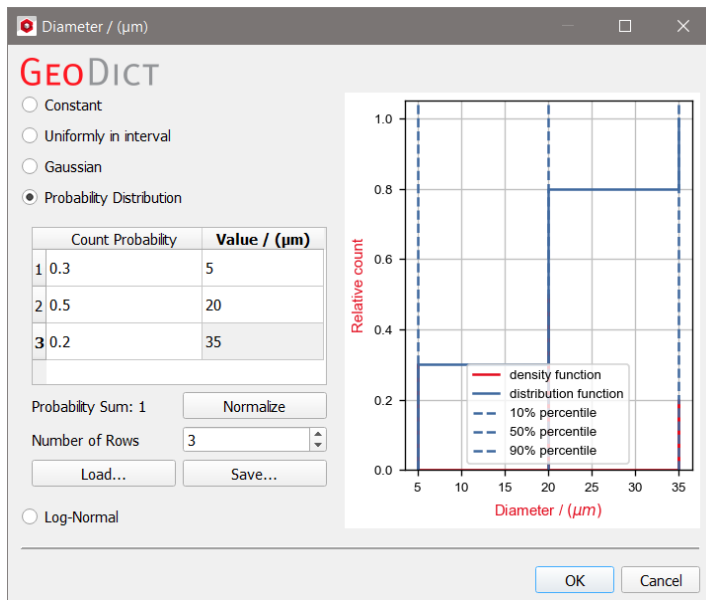 Diameter / (µm)
GEODICT
Constant
Uniformly in interval
Gaussian
Probability Distribution
Count Probability Value / (µm)
1 0.3 5
2 0.5 20
3 0.2 35
Probability Sum: 1 Normalize
Number of Rows 3
Load... Save...
Log-Normal
1.0
0.8
0.6
0.4
0.2
0.0
Relative count
density function
distribution function
10% percentile
50% percentile
90% percentile
5 10 15 20 25 30 35
Diameter / (µm)
OK Cancel